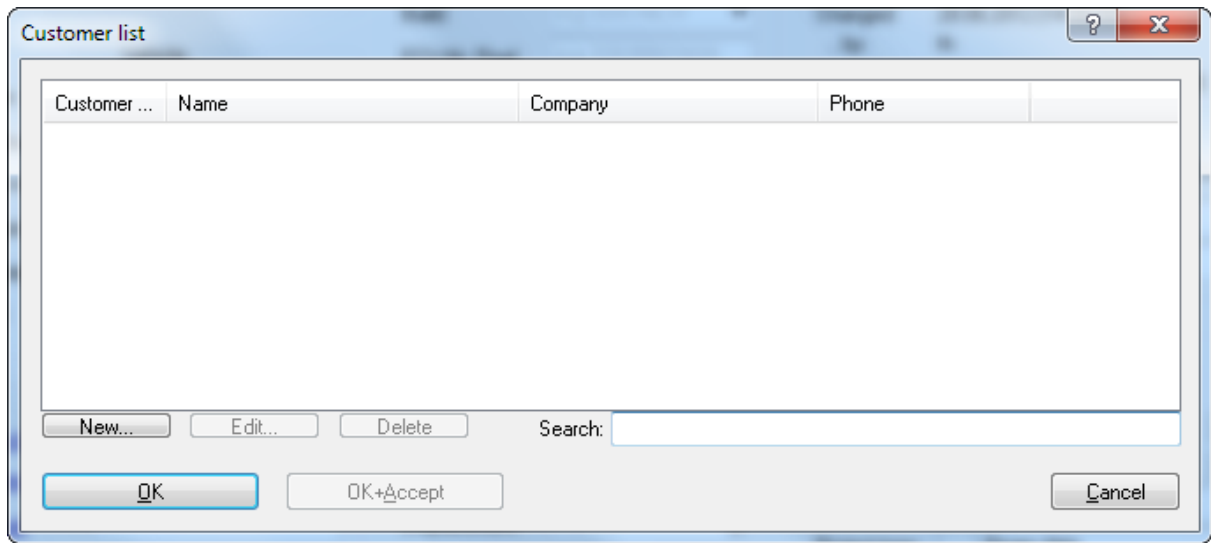 Customer list
Customer ... Name Company Phone
New... Edit... Delete Search:
OK OK+Accept Cancel